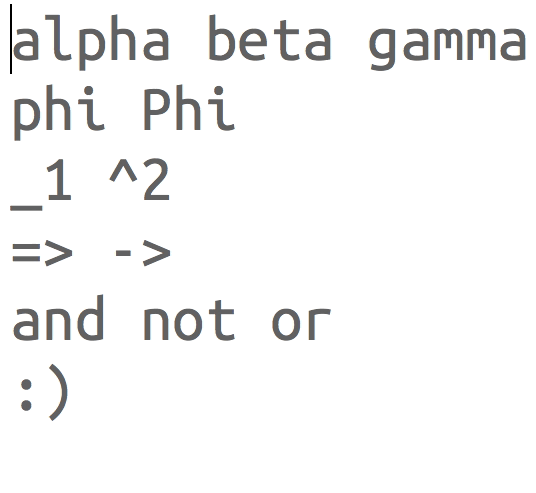 alpha beta gamma
phi Phi
_1 ^2
=> ->
and not or
:)